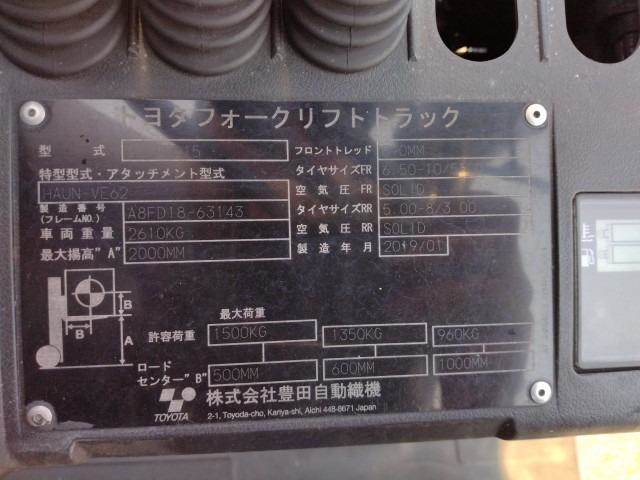 トヨタフォークリフトトラック
型 式 15 フロントトレッド 0MM
特型型式・アタッチメント型式 タイヤサイズFR 6.50-10/5
HAUN-VE62 空気圧FR SOLID
製造番号 (フレームNO.) A8FD18-63143 タイヤサイズRR 5.00-8/3.00
車両重量 2610KG 空気圧RR SOLID
最大揚高"A" 2000MM 製造年月 2019/01
B
B A
最大荷重
許容荷重 1500KG 1350KG 960KG
ロードセンター"B" 500MM 600MM 1000MM
株式会社豊田自動織機
TOYOTA 2-1, Toyoda-cho, Kariya-shi, Aichi 448-8671 Japan